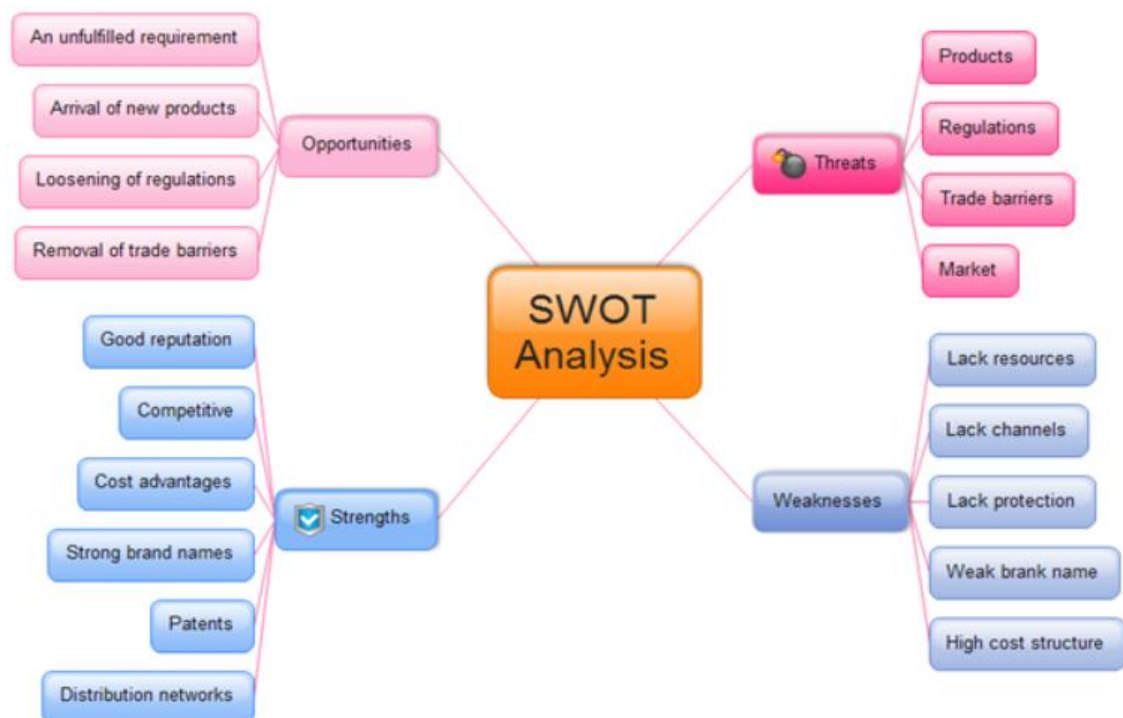 An unfulfilled requirement
Arrival of new products
Loosening of regulations
Removal of trade barriers
Opportunities
Threats
Products
Regulations
Trade barriers
Market
SWOT
Analysis
Good reputation
Competitive
Cost advantages
Strong brand names
Patents
Distribution networks
Strengths
Weaknesses
Lack resources
Lack channels
Lack protection
Weak brank name
High cost structure